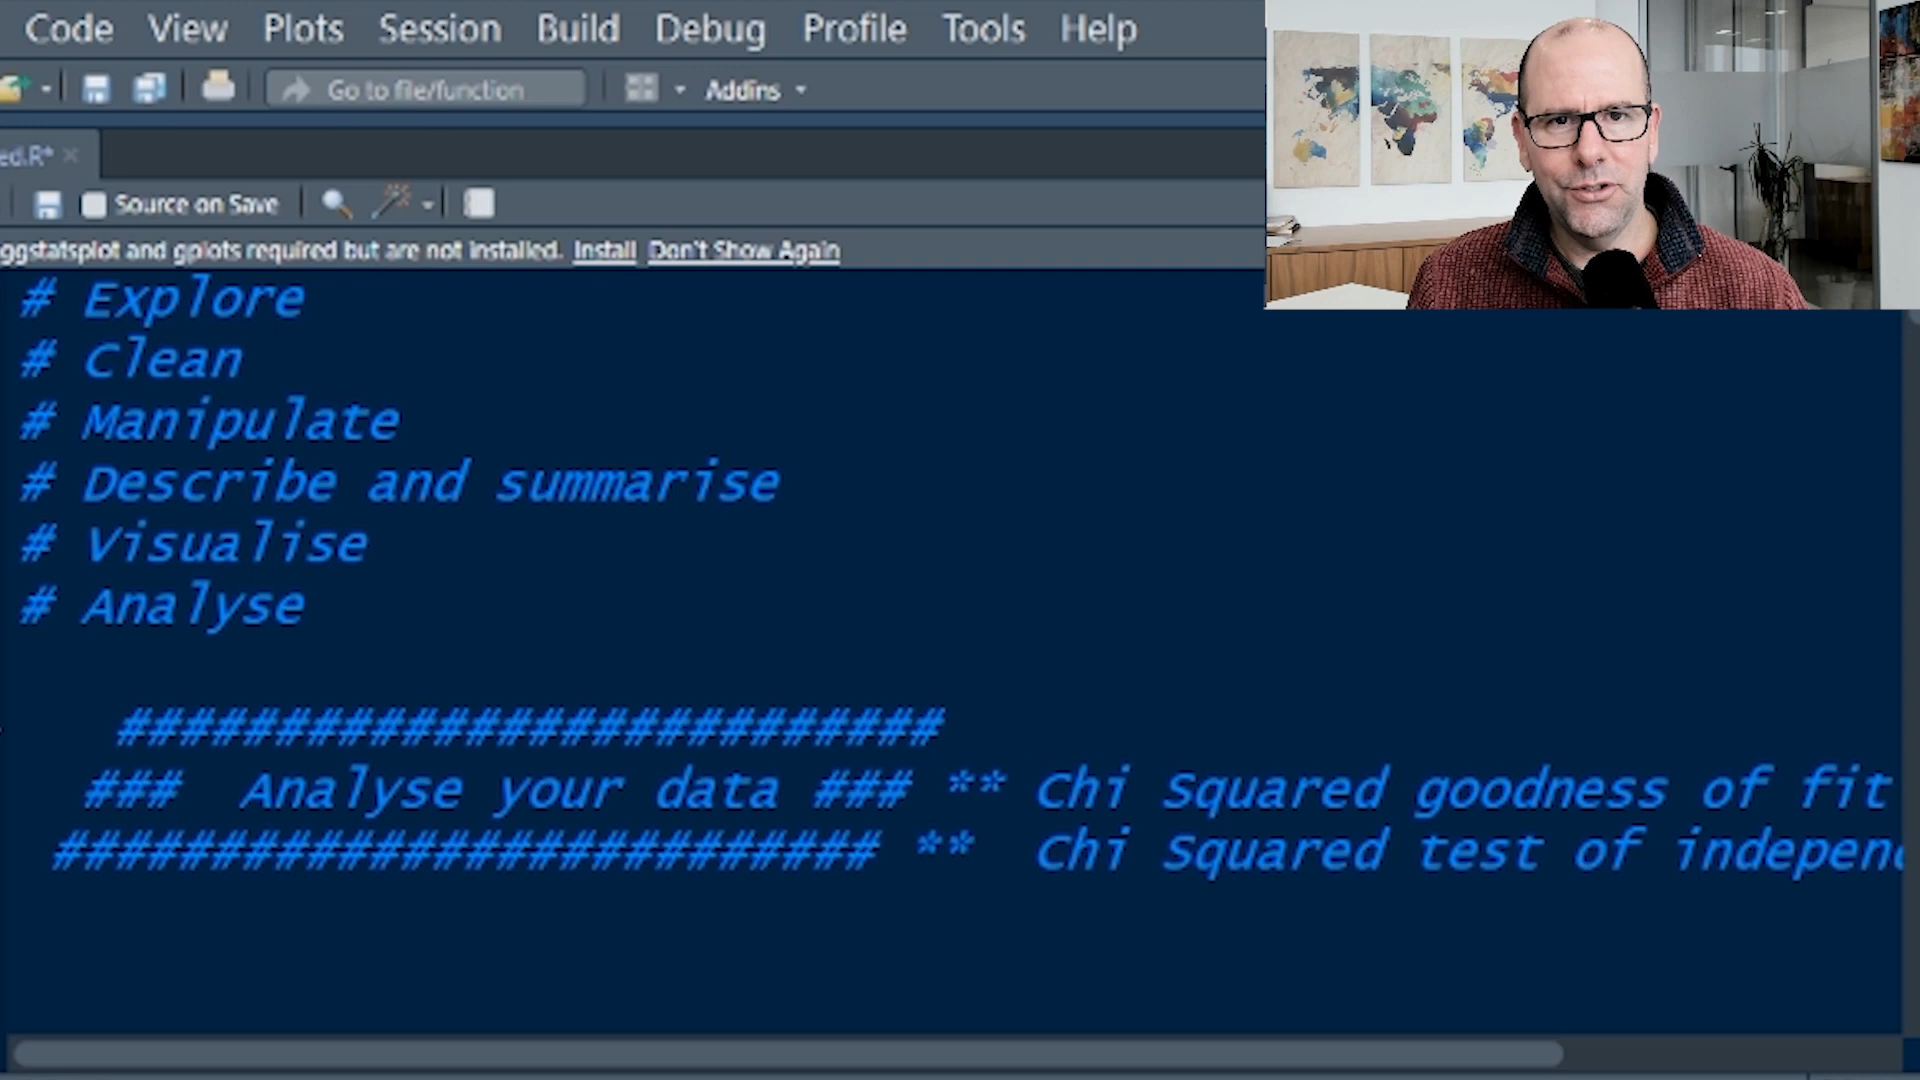 Code View Plots Session Build Debug Profile Tools Help
Go to file/function Addins
ed.R* ×
Source on Save
ggstatsplot and gplots required but are not installed. Install Don't Show Again
# Explore
# Clean
# Manipulate
# Describe and summarise
# Visualise
# Analyse
##########################
### Analyse your data ### ** Chi Squared goodness of fit
########################## ** Chi Squared test of independ